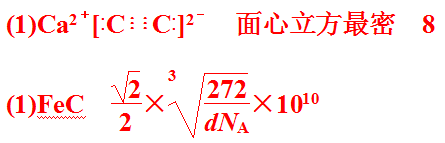 (1)Ca²⁺[:C⋮⋮C:]²⁻ 面心立方最密 8
(1)FeC √2/2 × ∛(272/dN_A) × 10¹⁰